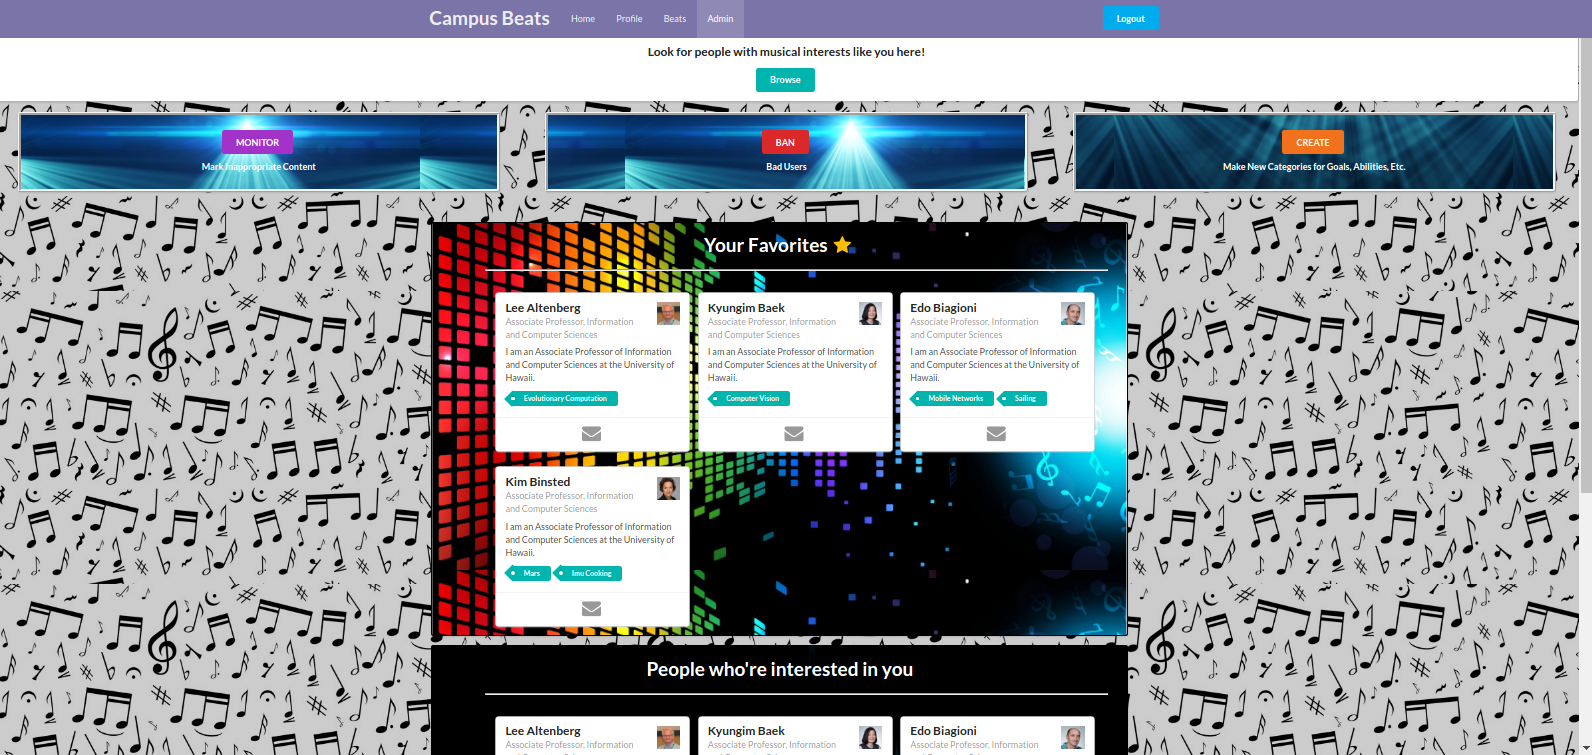 Campus Beats Home Profile Beats Admin Logout
Look for people with musical interests like you here!
Browse
MONITOR
Mark Inappropriate Content
BAN
Bad Users
CREATE
Make New Categories for Goals, Abilities, Etc.
Your Favorites
Lee Altenberg
Associate Professor, Information
and Computer Sciences
I am an Associate Professor of Information
and Computer Sciences at the University of
Hawaii.
Evolutionary Computation
Kyungim Baek
Associate Professor, Information
and Computer Sciences
I am an Associate Professor of Information
and Computer Sciences at the University of
Hawaii.
Computer Vision
Edo Biagioni
Associate Professor, Information
and Computer Sciences
I am an Associate Professor of Information
and Computer Sciences at the University of
Hawaii.
Mobile Networks Sailing
Kim Binsted
Associate Professor, Information
and Computer Sciences
I am an Associate Professor of Information
and Computer Sciences at the University of
Hawaii.
Mars Imu Cooking
People who're interested in you
Lee Altenberg
Associate Professor, Information
Kyungim Baek
Associate Professor, Information
Edo Biagioni
Associate Professor, Information